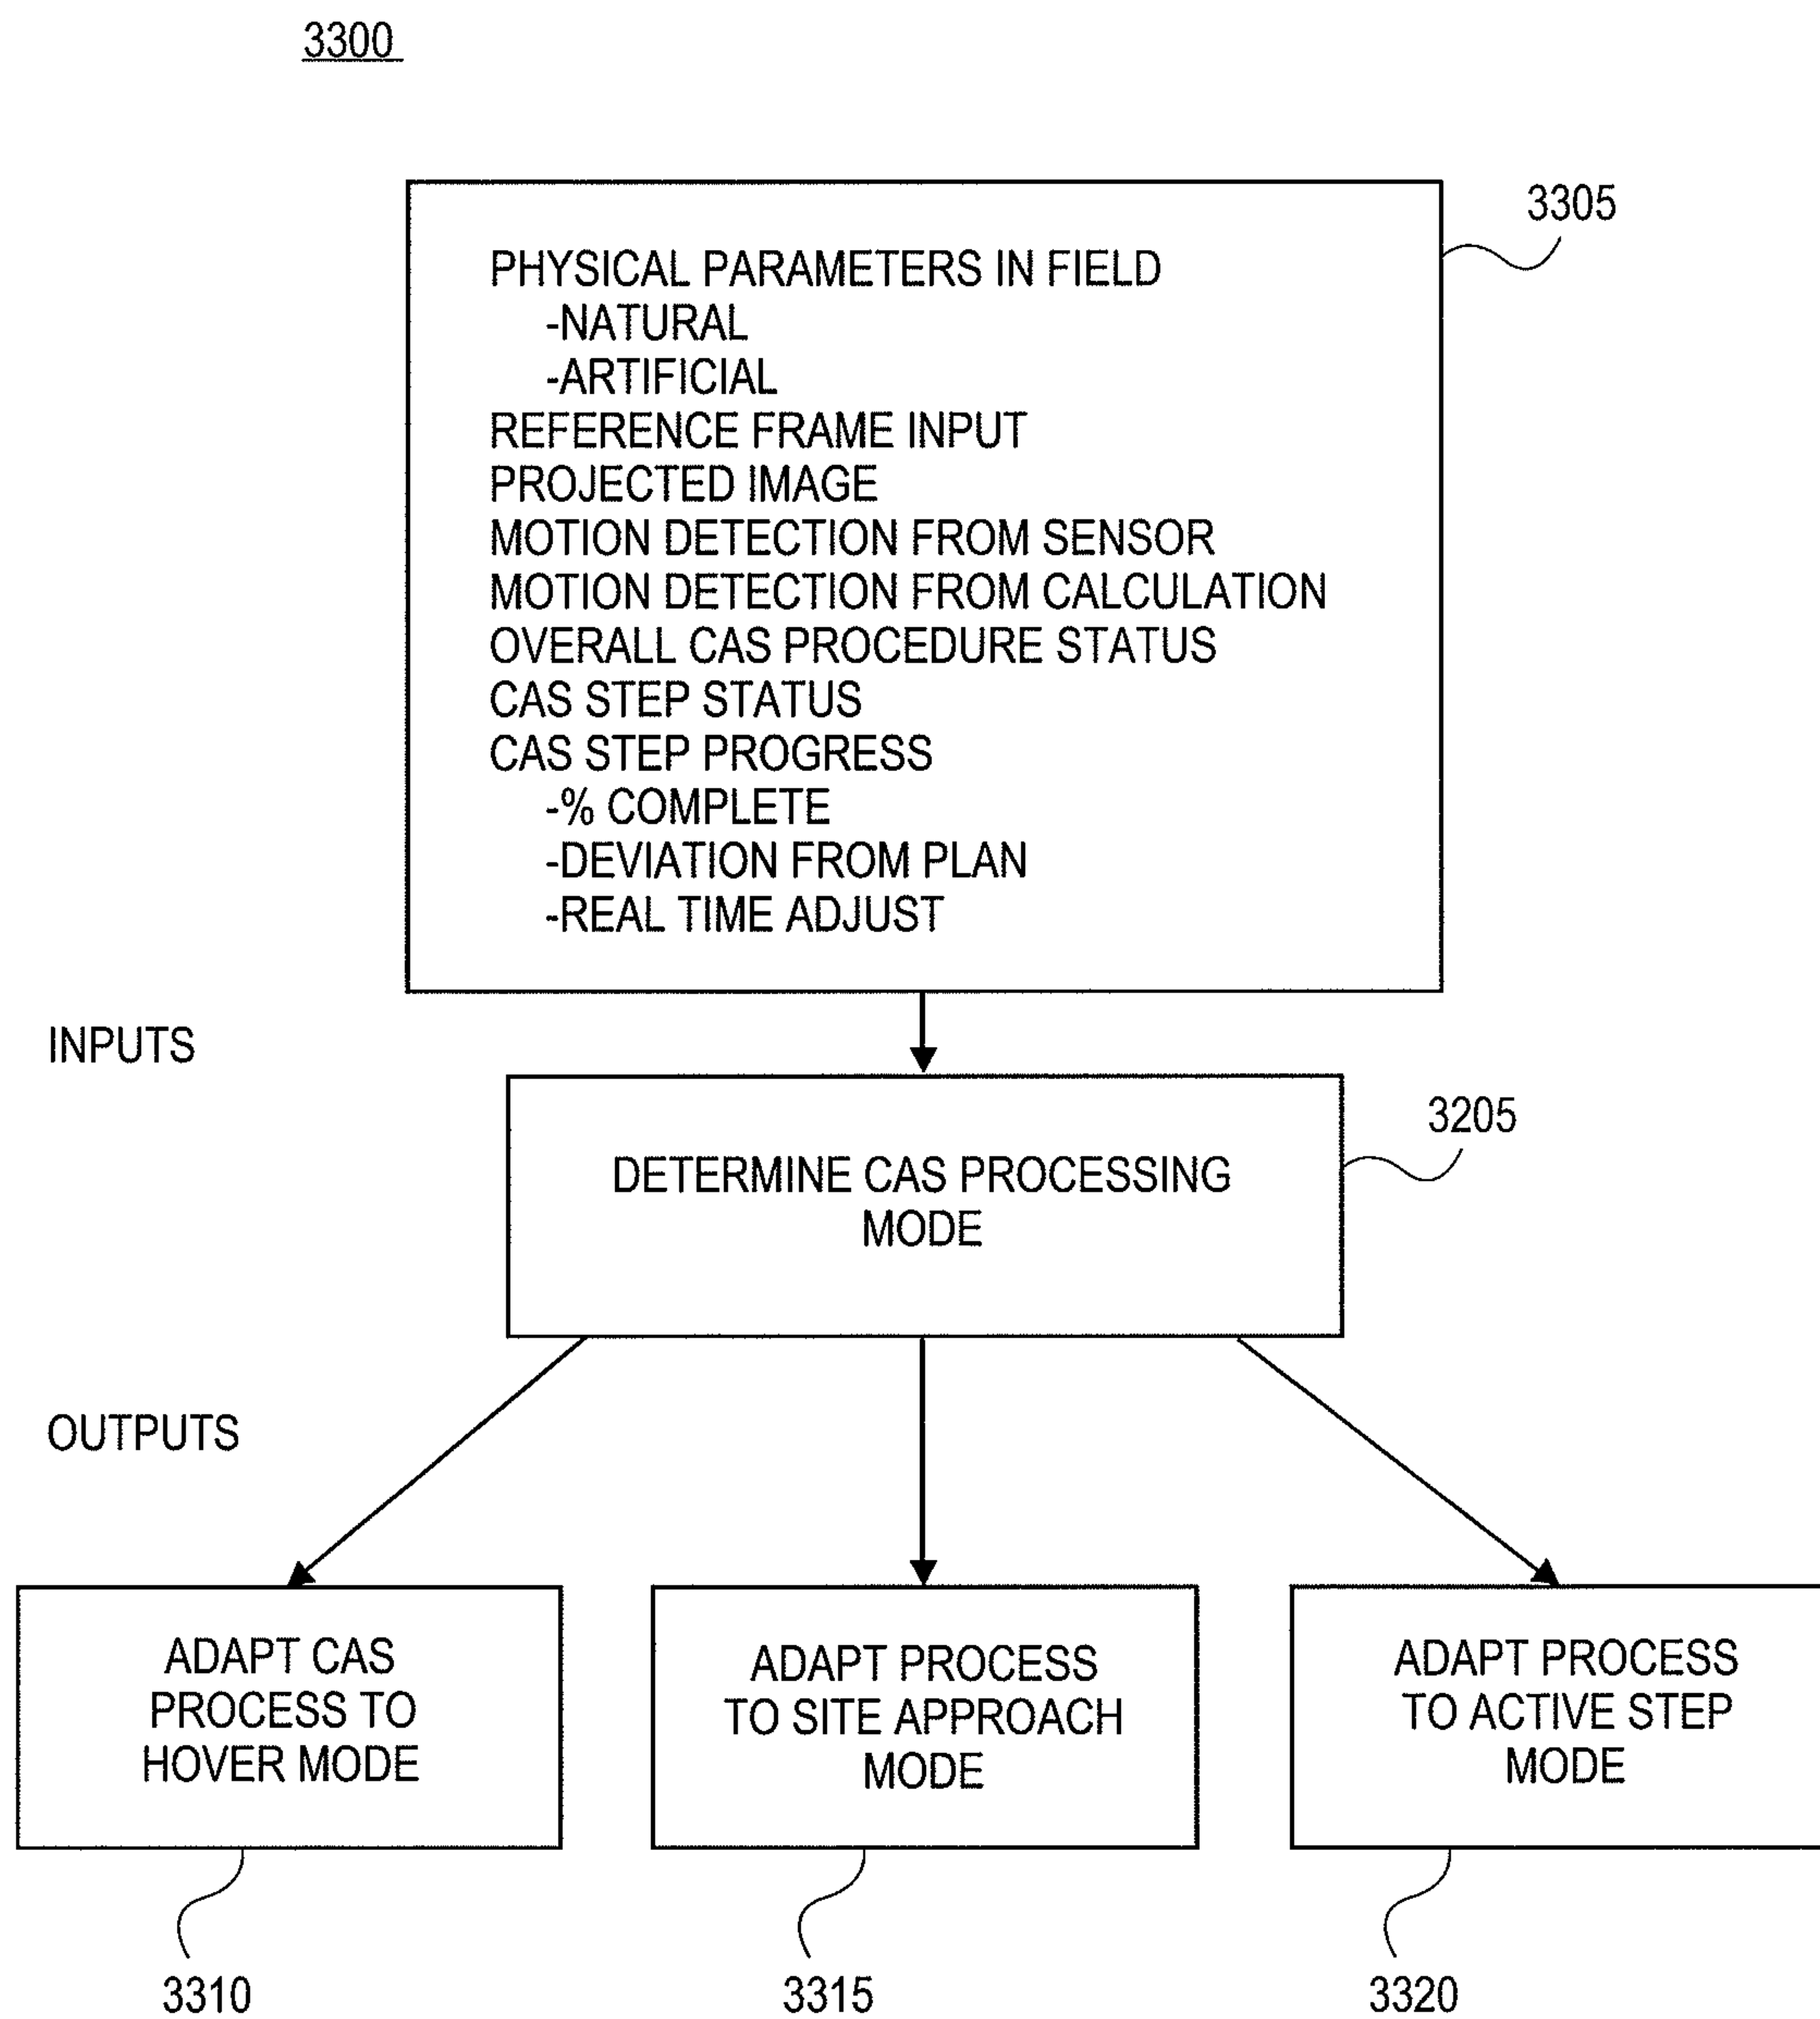 3300
3305
PHYSICAL PARAMETERS IN FIELD
-NATURAL
-ARTIFICIAL
REFERENCE FRAME INPUT
PROJECTED IMAGE
MOTION DETECTION FROM SENSOR
MOTION DETECTION FROM CALCULATION
OVERALL CAS PROCEDURE STATUS
CAS STEP STATUS
CAS STEP PROGRESS
-% COMPLETE
-DEVIATION FROM PLAN
-REAL TIME ADJUST
INPUTS
3205
DETERMINE CAS PROCESSING
MODE
OUTPUTS
ADAPT CAS
PROCESS TO
HOVER MODE
ADAPT PROCESS
TO SITE APPROACH
MODE
ADAPT PROCESS
TO ACTIVE STEP
MODE
3310
3315
3320